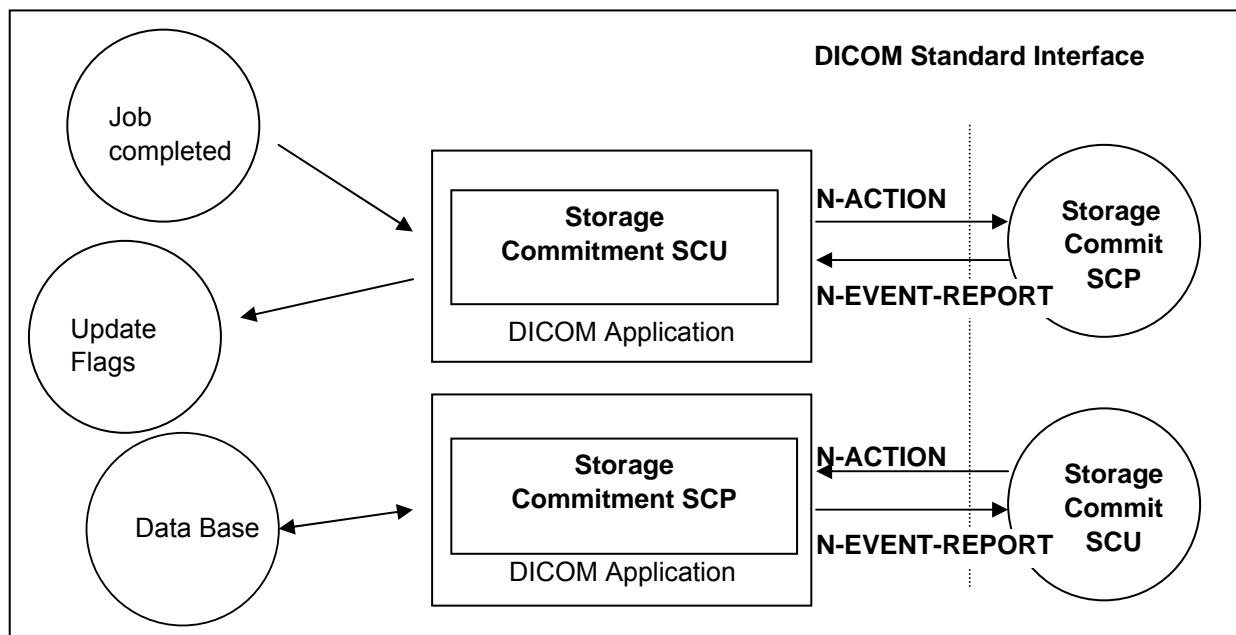 DICOM Standard Interface
Job
completed
Storage
Commitment SCU
DICOM Application
N-ACTION
N-EVENT-REPORT
Storage
Commit
SCP
Update
Flags
Data Base
Storage
Commitment SCP
DICOM Application
N-ACTION
N-EVENT-REPORT
Storage
Commit
SCU